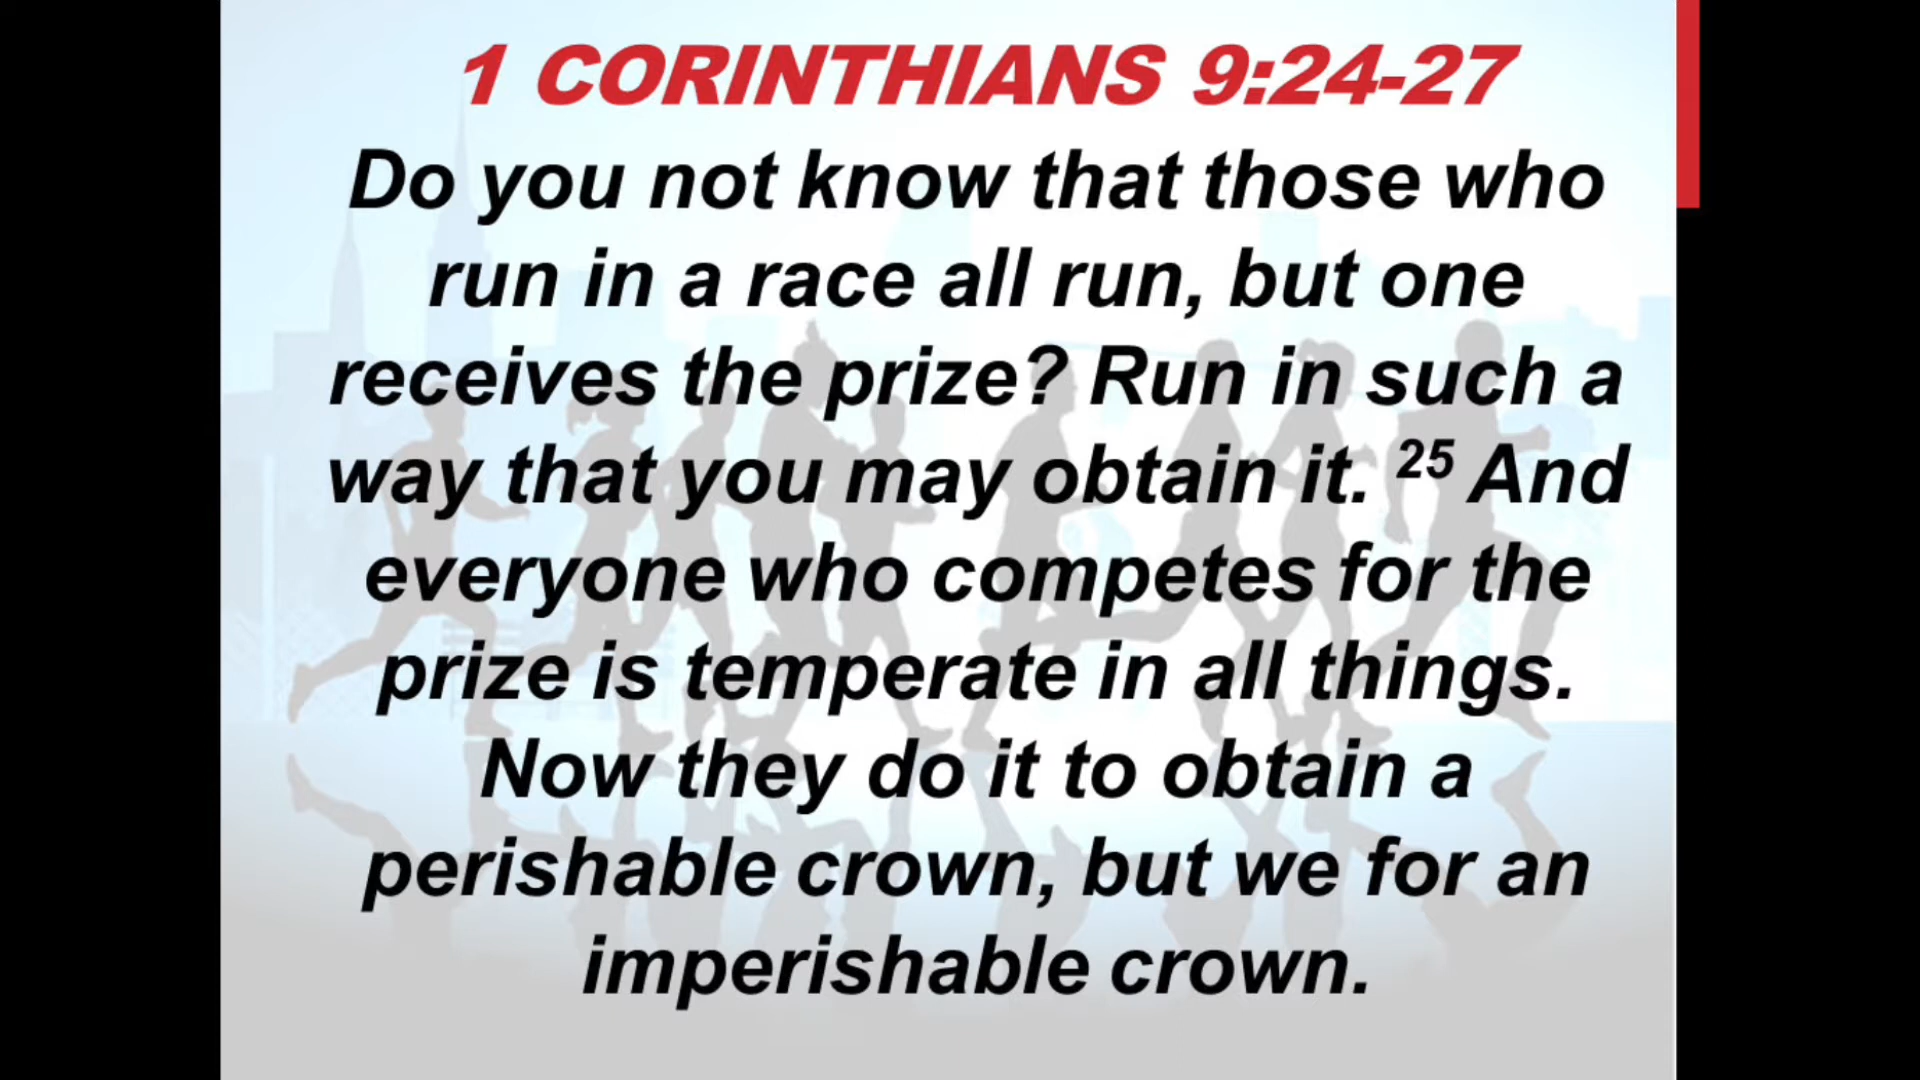 1 CORINTHIANS 9:24-27
Do you not know that those who
run in a race all run, but one
receives the prize? Run in such a
way that you may obtain it. 25 And
everyone who competes for the
prize is temperate in all things.
Now they do it to obtain a
perishable crown, but we for an
imperishable crown.